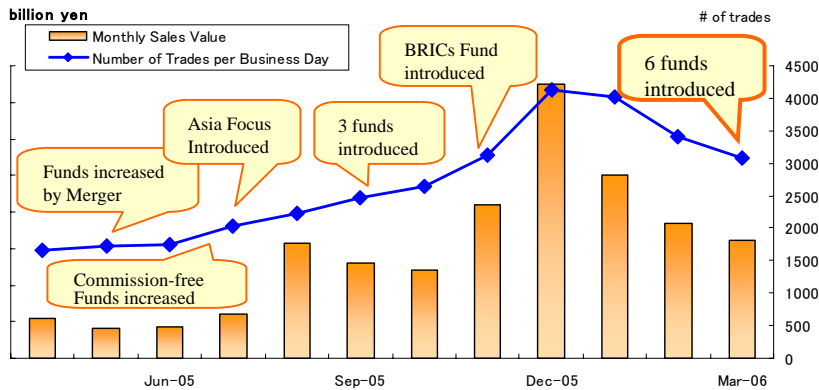 billion yen
# of trades
Monthly Sales Value
Number of Trades per Business Day
BRICs Fund
introduced
6 funds
introduced
Asia Focus
Introduced
3 funds
introduced
Funds increased
by Merger
Commission-free
Funds increased
4500
4000
3500
3000
2500
2000
1500
1000
500
0
Jun-05
Sep-05
Dec-05
Mar-06